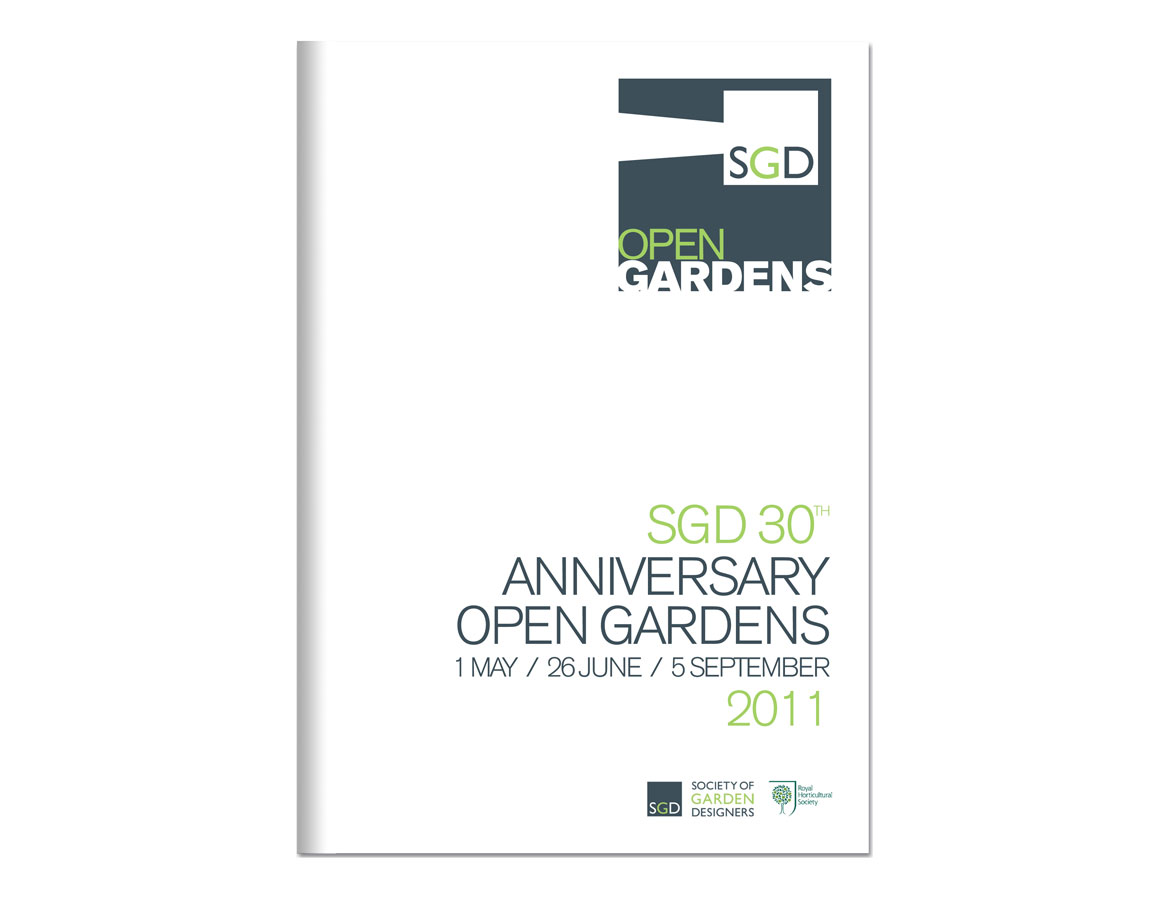 SGD
OPEN
GARDENS
SGD 30TH
ANNIVERSARY
OPEN GARDENS
1 MAY / 26 JUNE / 5 SEPTEMBER
2011
SGD
SOCIETY OF
GARDEN
DESIGNERS
Royal
Horticultural
Society